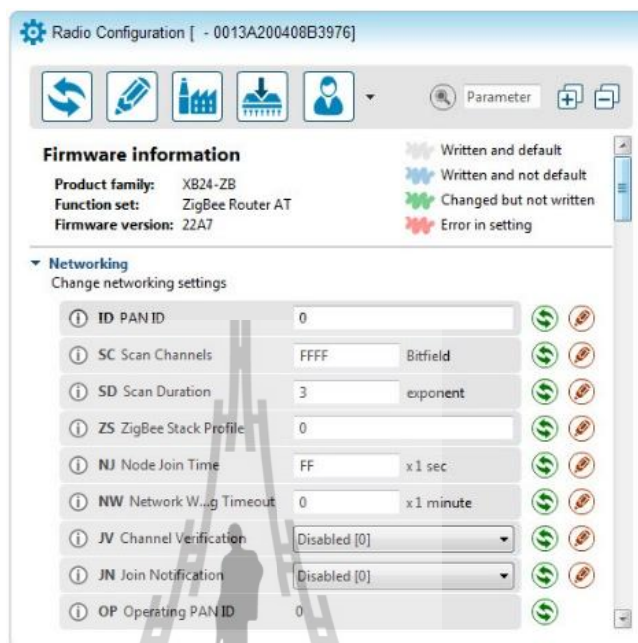 Radio Configuration [ - 0013A200408B3976]
Parameter
Firmware information
Product family: XB24-ZB
Function set: ZigBee Router AT
Firmware version: 22A7
Written and default
Written and not default
Changed but not written
Error in setting
Networking
Change networking settings
ID PAN ID 0
SC Scan Channels FFFF Bitfield
SD Scan Duration 3 exponent
ZS ZigBee Stack Profile 0
NJ Node Join Time FF x 1 sec
NW Network W...g Timeout 0 x 1 minute
JV Channel Verification Disabled [0]
JN Join Notification Disabled [0]
OP Operating PAN ID 0